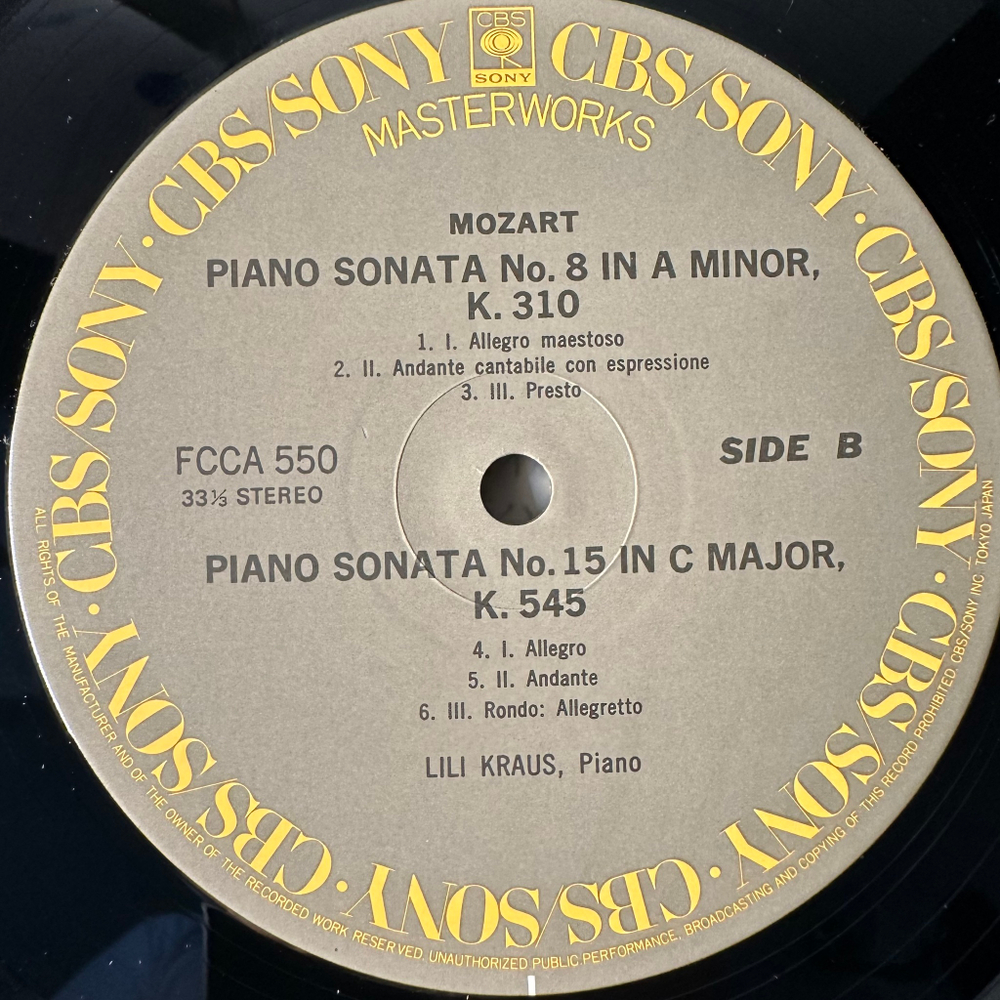 CBS
SONY
CBS/SONY · CBS/SONY · CBS/SONY · CBS/SONY · CBS/SONY · CBS/SONY · CBS/SONY · CBS/SONY
MASTERWORKS
MOZART
PIANO SONATA No. 8 IN A MINOR,
K. 310
1. I. Allegro maestoso
2. II. Andante cantabile con espressione
3. III. Presto
FCCA 550
33⅓ STEREO
SIDE B
PIANO SONATA No. 15 IN C MAJOR,
K. 545
4. I. Allegro
5. II. Andante
6. III. Rondo: Allegretto
LILI KRAUS, Piano
ALL RIGHTS OF THE MANUFACTURER AND OF THE OWNER OF THE RECORDED WORK RESERVED. UNAUTHORIZED PUBLIC PERFORMANCE, BROADCASTING AND COPYING OF THIS RECORD PROHIBITED. CBS/SONY INC TOKYO JAPAN